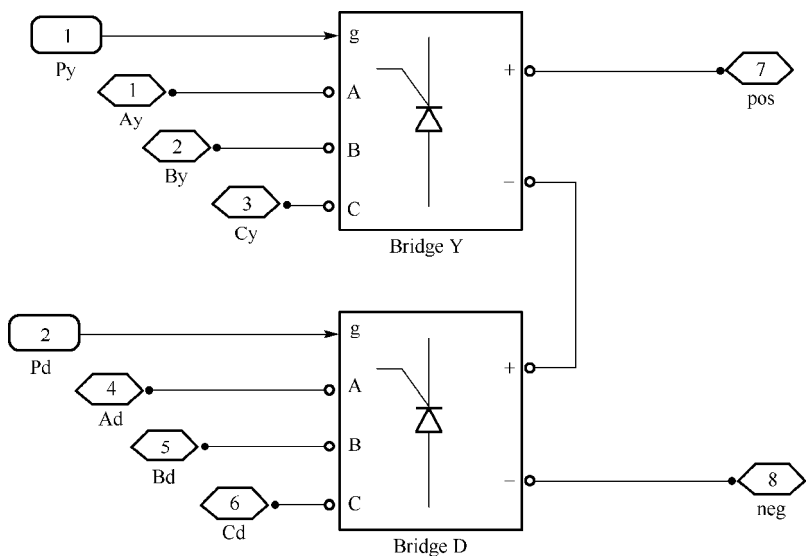 1
Py
g
1
Ay
A
2
By
B
3
Cy
C
+
7
pos
−
Bridge Y
2
Pd
g
4
Ad
A
5
Bd
B
6
Cd
C
+
−
8
neg
Bridge D